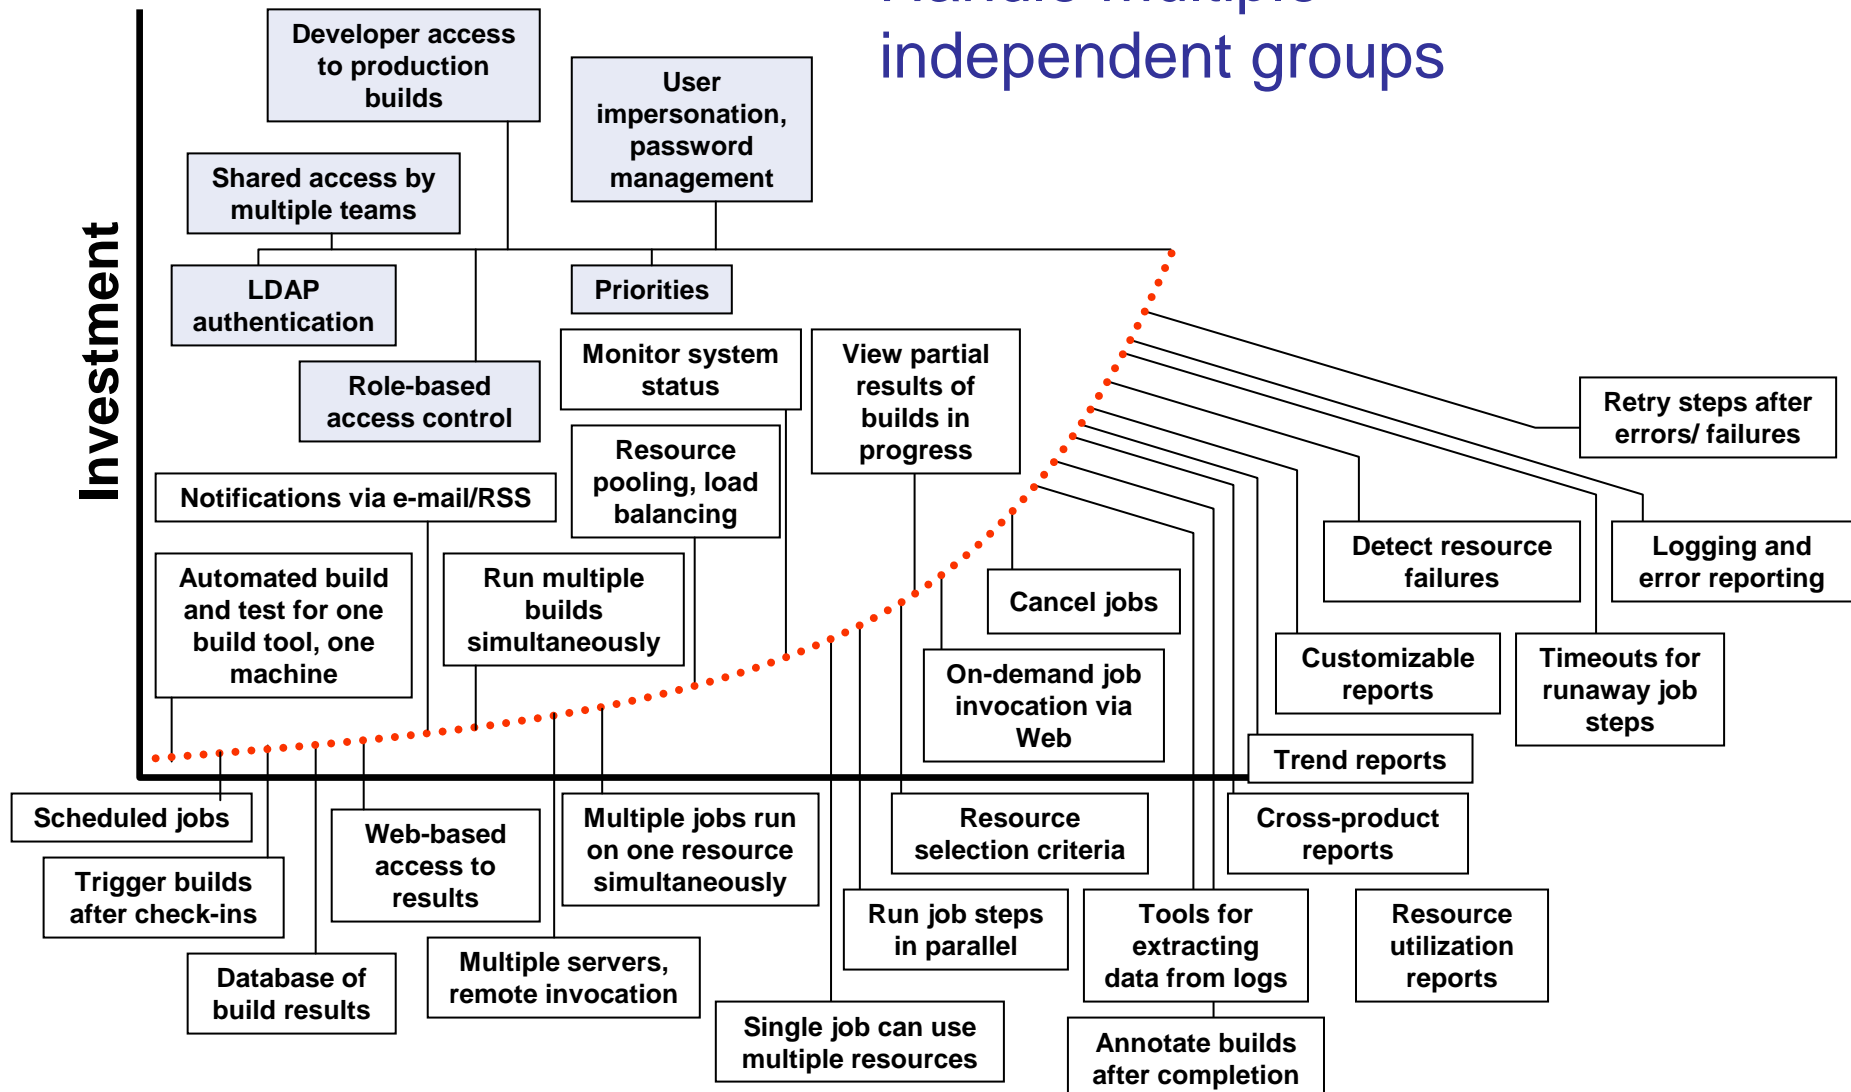 Handle multiple
independent groups
Developer access
to production
builds
User
impersonation,
password
management
Shared access by
multiple teams
LDAP
authentication
Priorities
Role-based
access control
Investment
Monitor system
status
View partial
results of
builds in
progress
Retry steps after
errors/ failures
Resource
pooling, load
balancing
Notifications via e-mail/RSS
Automated build
and test for one
build tool, one
machine
Run multiple
builds
simultaneously
Detect resource
failures
Logging and
error reporting
Cancel jobs
On-demand job
invocation via
Web
Customizable
reports
Timeouts for
runaway job
steps
Trend reports
Scheduled jobs
Web-based
access to
results
Multiple jobs run
on one resource
simultaneously
Resource
selection criteria
Cross-product
reports
Trigger builds
after check-ins
Run job steps
in parallel
Tools for
extracting
data from logs
Resource
utilization
reports
Database of
build results
Multiple servers,
remote invocation
Single job can use
multiple resources
Annotate builds
after completion